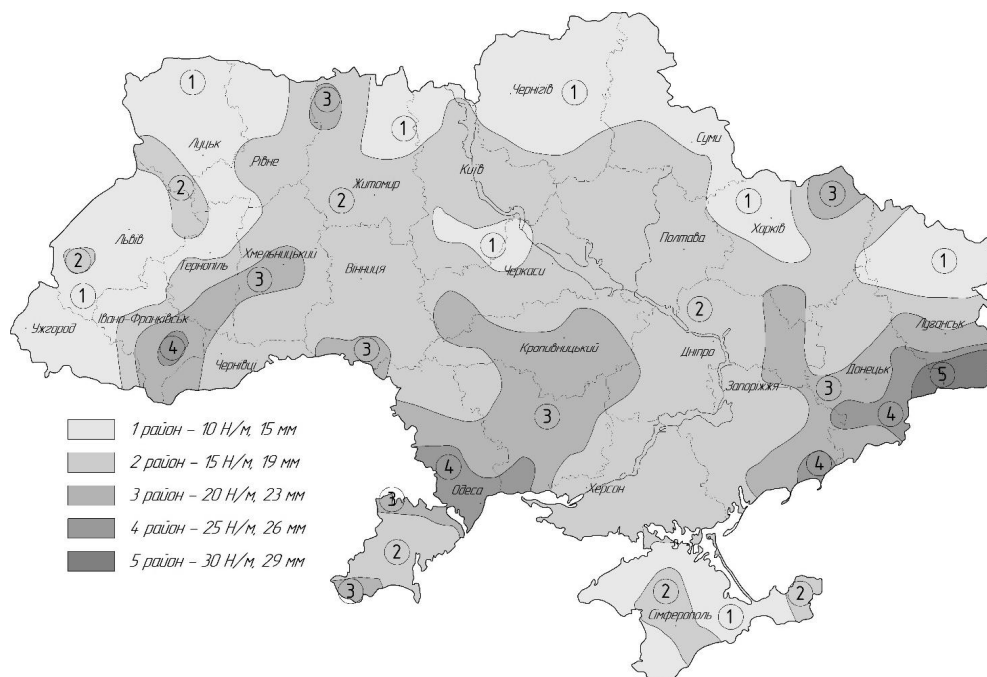 1
Чернігів 1
3
1
Суми
Луцьк
Рівне
Київ
Житомир
2
2
1
3
Харків
Полтава
Львів
2
Хмельницький
1
1
Тернопіль
3
Вінниця
Черкаси
1
Ужгород
Івано-Франківськ
2
Луганськ
4
3
Кропивницький
Дніпро
Чернівці
Донецьк
5
Запоріжжя
3
3
4
1 район – 10 Н/м, 15 мм
2 район – 15 Н/м, 19 мм
4
4
Одеса
Херсон
3 район – 20 Н/м, 23 мм
3
4 район – 25 Н/м, 26 мм
2
5 район – 30 Н/м, 29 мм
3
2
2
Сімферополь
1